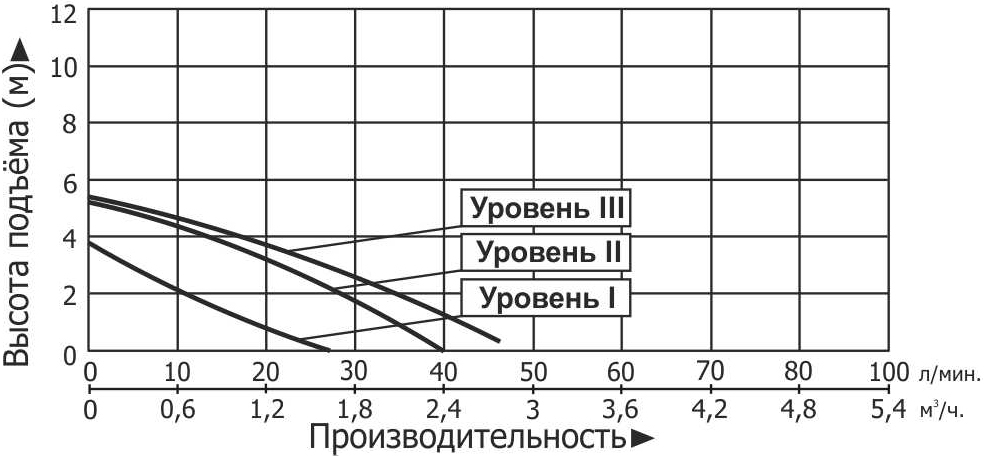 Высота подъёма (м)
12
10
8
6
4
2
0
Уровень III
Уровень II
Уровень I
0 10 20 30 40 50 60 70 80 100 л/мин.
0 0,6 1,2 1,8 2,4 3 3,6 4,2 4,8 5,4 м³/ч.
Производительность